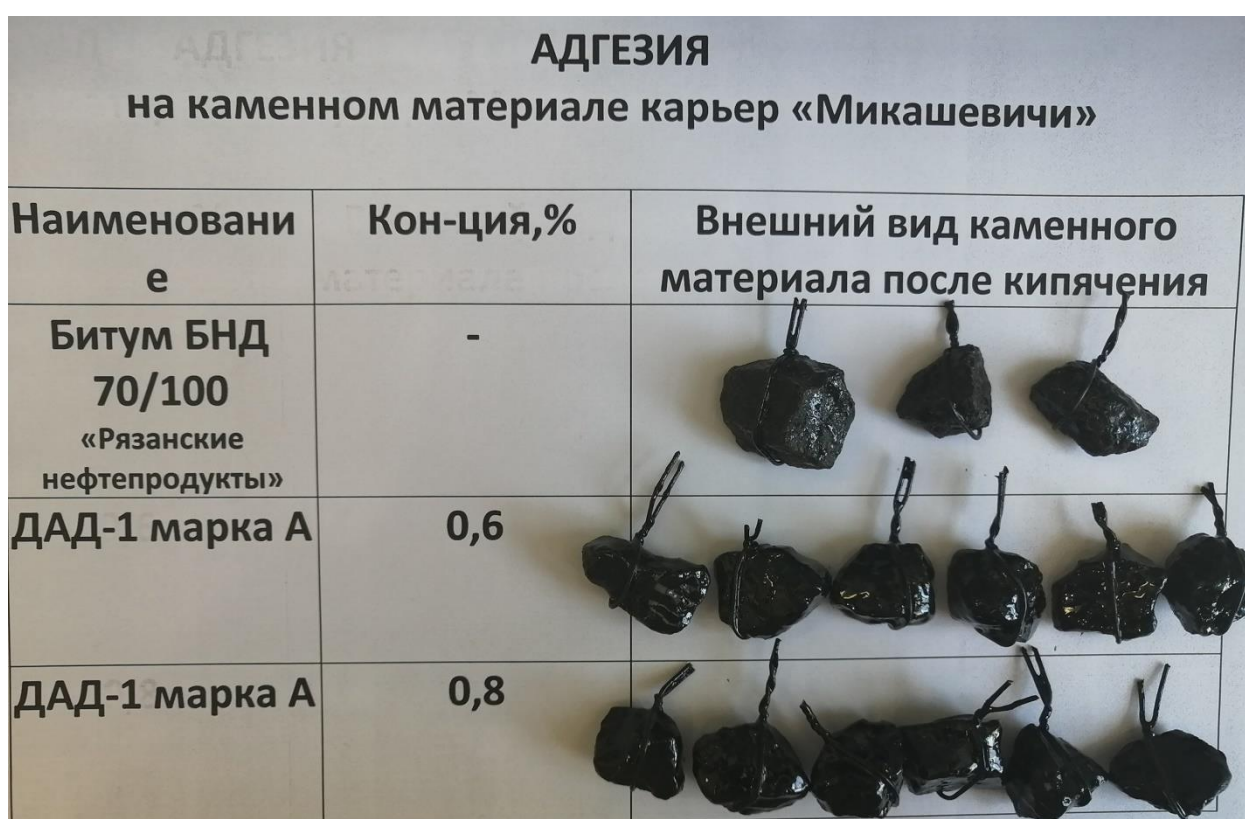 АДГЕЗИЯ
на каменном материале карьер «Микашевичи»
Наименовани
е
Кон-ция,%
Внешний вид каменного
материала после кипячения
Битум БНД
70/100
«Рязанские
нефтепродукты»
-
ДАД-1 марка А
0,6
ДАД-1 марка А
0,8